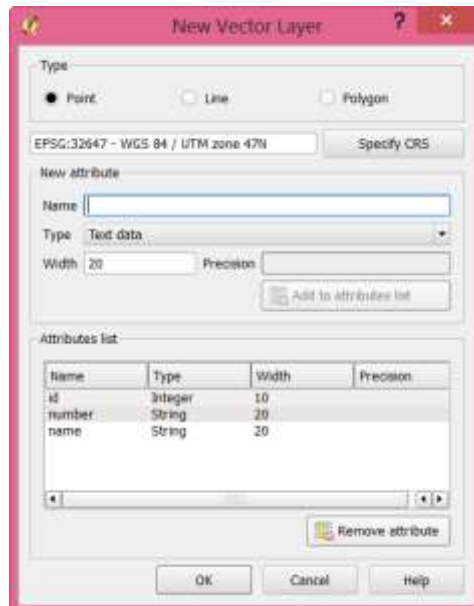 New Vector Layer ? ×
Type
Point Line Polygon
EPSG:32647 - WGS 84 / UTM zone 47N Specify CRS
New attribute
Name
Type Text data
Width 20 Precision
Add to attributes list
Attributes list
Name Type Width Precision
id Integer 10
number String 20
name String 20
Remove attribute
OK Cancel Help